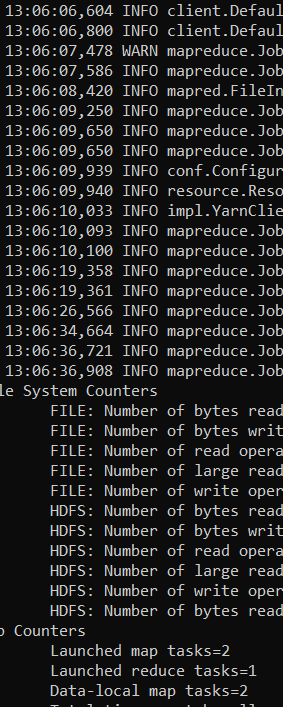 13:06:06,604 INFO client.Defaul
13:06:06,800 INFO client.Defaul
13:06:07,478 WARN mapreduce.Job
13:06:07,586 INFO mapreduce.Job
13:06:08,420 INFO mapred.FileIn
13:06:09,250 INFO mapreduce.Job
13:06:09,650 INFO mapreduce.Job
13:06:09,650 INFO mapreduce.Job
13:06:09,939 INFO conf.Configur
13:06:09,940 INFO resource.Reso
13:06:10,033 INFO impl.YarnClie
13:06:10,093 INFO mapreduce.Job
13:06:10,100 INFO mapreduce.Job
13:06:19,358 INFO mapreduce.Job
13:06:19,361 INFO mapreduce.Job
13:06:26,566 INFO mapreduce.Job
13:06:34,664 INFO mapreduce.Job
13:06:36,721 INFO mapreduce.Job
13:06:36,908 INFO mapreduce.Job
le System Counters
FILE: Number of bytes read
FILE: Number of bytes writ
FILE: Number of read opera
FILE: Number of large read
FILE: Number of write oper
HDFS: Number of bytes read
HDFS: Number of bytes writ
HDFS: Number of read opera
HDFS: Number of large read
HDFS: Number of write oper
HDFS: Number of bytes read
b Counters
Launched map tasks=2
Launched reduce tasks=1
Data-local map tasks=2